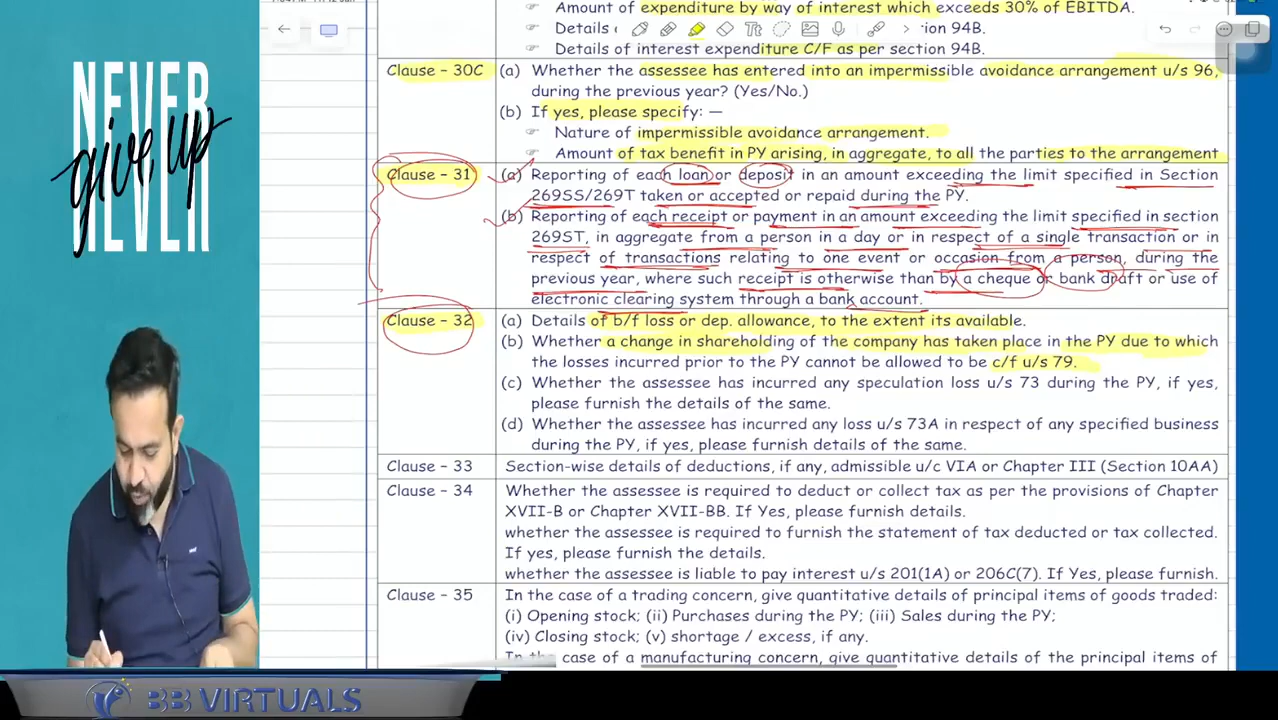 Amount of expenditure by way of interest which exceeds 30% of EBITDA.
Details
ion 94B.
Details of interest expenditure C/F as per section 94B.
Clause – 30C
(a) Whether the assessee has entered into an impermissible avoidance arrangement u/s 96,
during the previous year? (Yes/No.)
(b) If yes, please specify: —
Nature of impermissible avoidance arrangement.
Amount of tax benefit in PY arising, in aggregate, to all the parties to the arrangement
Clause – 31
(a) Reporting of each loan or deposit in an amount exceeding the limit specified in Section
269SS/269T taken or accepted or repaid during the PY.
(b) Reporting of each receipt or payment in an amount exceeding the limit specified in section
269ST, in aggregate from a person in a day or in respect of a single transaction or in
respect of transactions relating to one event or occasion from a person, during the
previous year, where such receipt is otherwise than by a cheque or bank draft or use of
electronic clearing system through a bank account.
Clause – 32
(a) Details of b/f loss or dep. allowance, to the extent its available.
(b) Whether a change in shareholding of the company has taken place in the PY due to which
the losses incurred prior to the PY cannot be allowed to be c/f u/s 79.
(c) Whether the assessee has incurred any speculation loss u/s 73 during the PY, if yes,
please furnish the details of the same.
(d) Whether the assessee has incurred any loss u/s 73A in respect of any specified business
during the PY, if yes, please furnish details of the same.
Clause – 33
Section-wise details of deductions, if any, admissible u/c VIA or Chapter III (Section 10AA)
Clause – 34
Whether the assessee is required to deduct or collect tax as per the provisions of Chapter
XVII-B or Chapter XVII-BB. If Yes, please furnish details.
whether the assessee is required to furnish the statement of tax deducted or tax collected.
If yes, please furnish the details.
whether the assessee is liable to pay interest u/s 201(1A) or 206C(7). If Yes, please furnish.
Clause – 35
In the case of a trading concern, give quantitative details of principal items of goods traded:
(i) Opening stock; (ii) Purchases during the PY; (iii) Sales during the PY;
(iv) Closing stock; (v) shortage / excess, if any.
In the case of a manufacturing concern, give quantitative details of the principal items of
NEVER
give up
NEVER
BB VIRTUALS